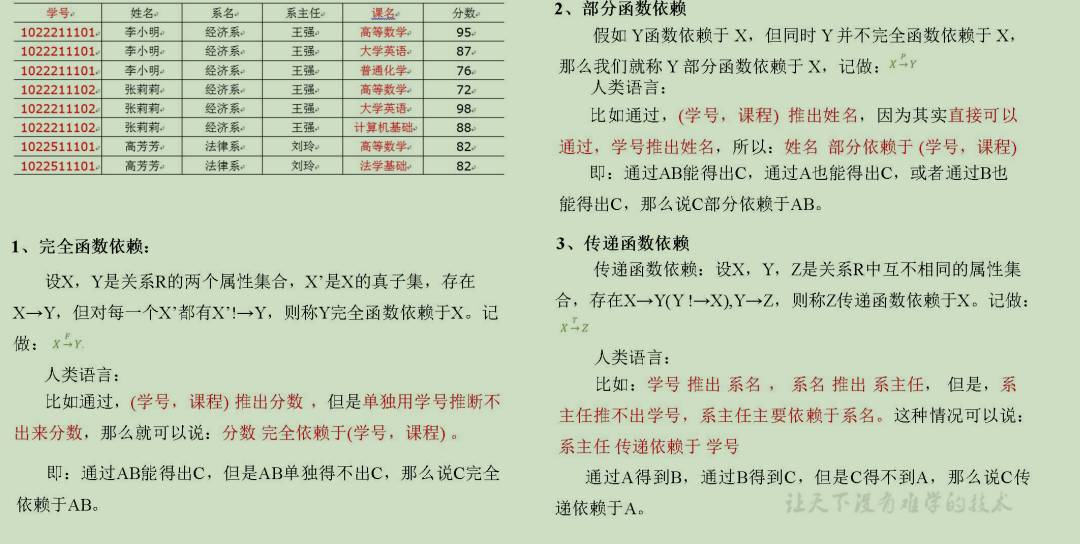 学号 姓名 系名 系主任 课名 分数
1022211101 李小明 经济系 王强 高等数学 95
1022211101 李小明 经济系 王强 大学英语 87
1022211101 李小明 经济系 王强 普通化学 76
1022211102 张莉莉 经济系 王强 高等数学 72
1022211102 张莉莉 经济系 王强 大学英语 98
1022211102 张莉莉 经济系 王强 计算机基础 88
1022511101 高芳芳 法律系 刘玲 高等数学 82
1022511101 高芳芳 法律系 刘玲 法学基础 82
1、完全函数依赖：
设X，Y是关系R的两个属性集合，X’是X的真子集，存在
X→Y，但对每一个X’都有X’!→Y，则称Y完全函数依赖于X。记
做： X F→ Y.
人类语言：
比如通过，(学号，课程) 推出分数 ，但是单独用学号推断不
出来分数，那么就可以说：分数 完全依赖于(学号，课程) 。
即：通过AB能得出C，但是AB单独得不出C，那么说C完全
依赖于AB。
2、部分函数依赖
假如 Y函数依赖于 X，但同时 Y 并不完全函数依赖于 X，
那么我们就称 Y 部分函数依赖于 X，记做： X P→ Y
人类语言：
比如通过，(学号，课程) 推出姓名，因为其实直接可以
通过，学号推出姓名，所以：姓名 部分依赖于 (学号，课程)
即：通过AB能得出C，通过A也能得出C，或者通过B也
能得出C，那么说C部分依赖于AB。
3、传递函数依赖
传递函数依赖：设X，Y，Z是关系R中互不相同的属性集
合，存在X→Y(Y !→X),Y→Z，则称Z传递函数依赖于X。记做：
X T→ Z
人类语言：
比如：学号 推出 系名 ， 系名 推出 系主任， 但是，系
主任推不出学号，系主任主要依赖于系名。这种情况可以说：
系主任 传递依赖于 学号
通过A得到B，通过B得到C，但是C得不到A，那么说C传
递依赖于A。
让天下没有难学的技术